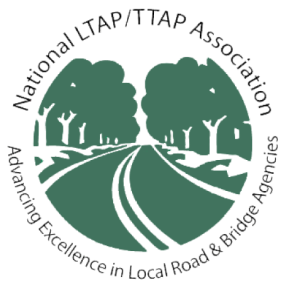 National LTAP/TTAP Association
Advancing Excellence in Local Road & Bridge Agencies